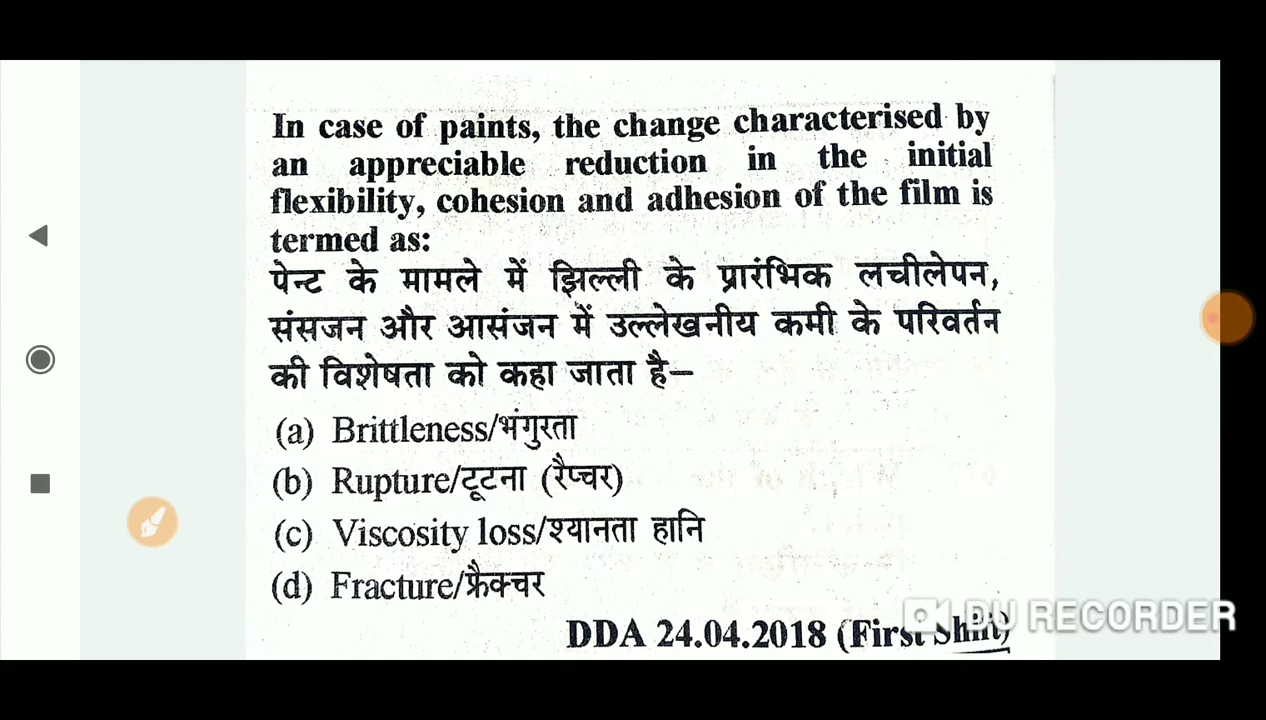 In case of paints, the change characterised by
an appreciable reduction in the initial
flexibility, cohesion and adhesion of the film is
termed as:
पेन्ट के मामले में झिल्ली के प्रारंभिक लचीलेपन,
संसजन और आसंजन में उल्लेखनीय कमी के परिवर्तन
की विशेषता को कहा जाता है–
(a) Brittleness/भंगुरता
(b) Rupture/टूटना (रैप्चर)
(c) Viscosity loss/श्यानता हानि
(d) Fracture/फ्रैक्चर
DU RECORDER
DDA 24.04.2018 (First Shift)